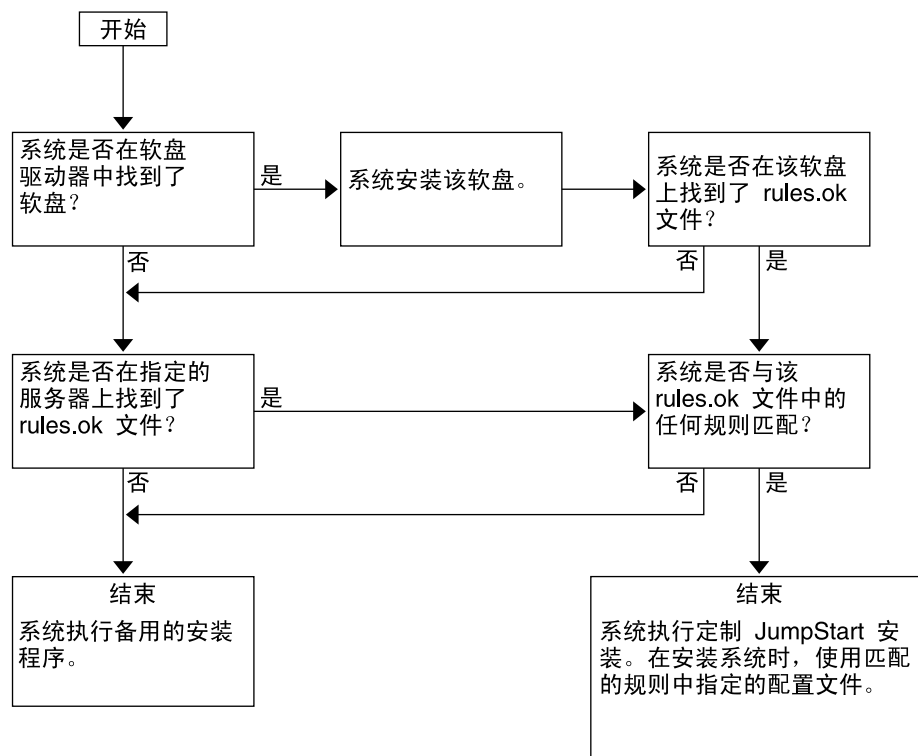 开始
系统是否在软盘
驱动器中找到了
软盘？
是
系统安装该软盘。
系统是否在该软盘
上找到了 rules.ok
文件？
否
否
是
系统是否在指定的
服务器上找到了
rules.ok 文件？
是
系统是否与该
rules.ok 文件中的
任何规则匹配？
否
否
是
结束
系统执行备用的安装
程序。
结束
系统执行定制 JumpStart 安
装。在安装系统时，使用匹配
的规则中指定的配置文件。